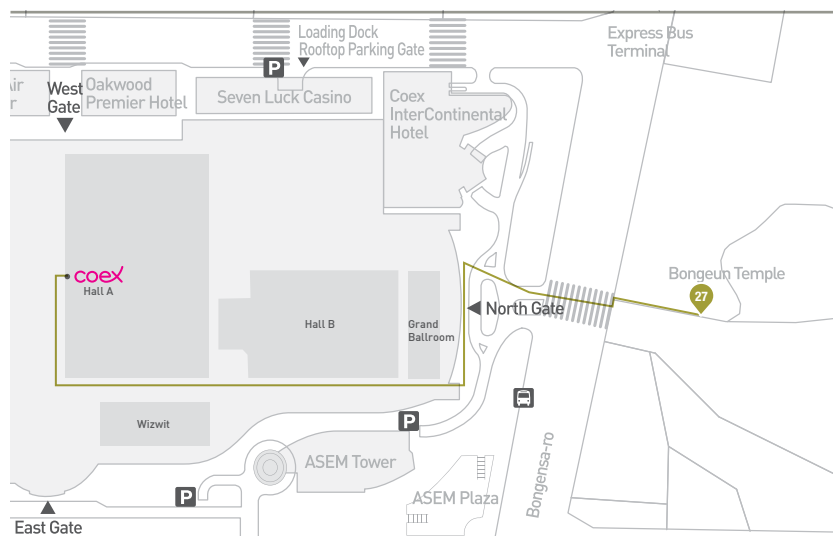 Loading Dock
Rooftop Parking Gate
P
Express Bus
Terminal
Air
r
West
Gate
Oakwood
Premier Hotel
Seven Luck Casino
Coex
InterContinental
Hotel
coex
Hall A
Bongeun Temple
27
North Gate
Hall B
Grand
Ballroom
Wizwit
P
ASEM Tower
Bongensa-ro
P
ASEM Plaza
East Gate